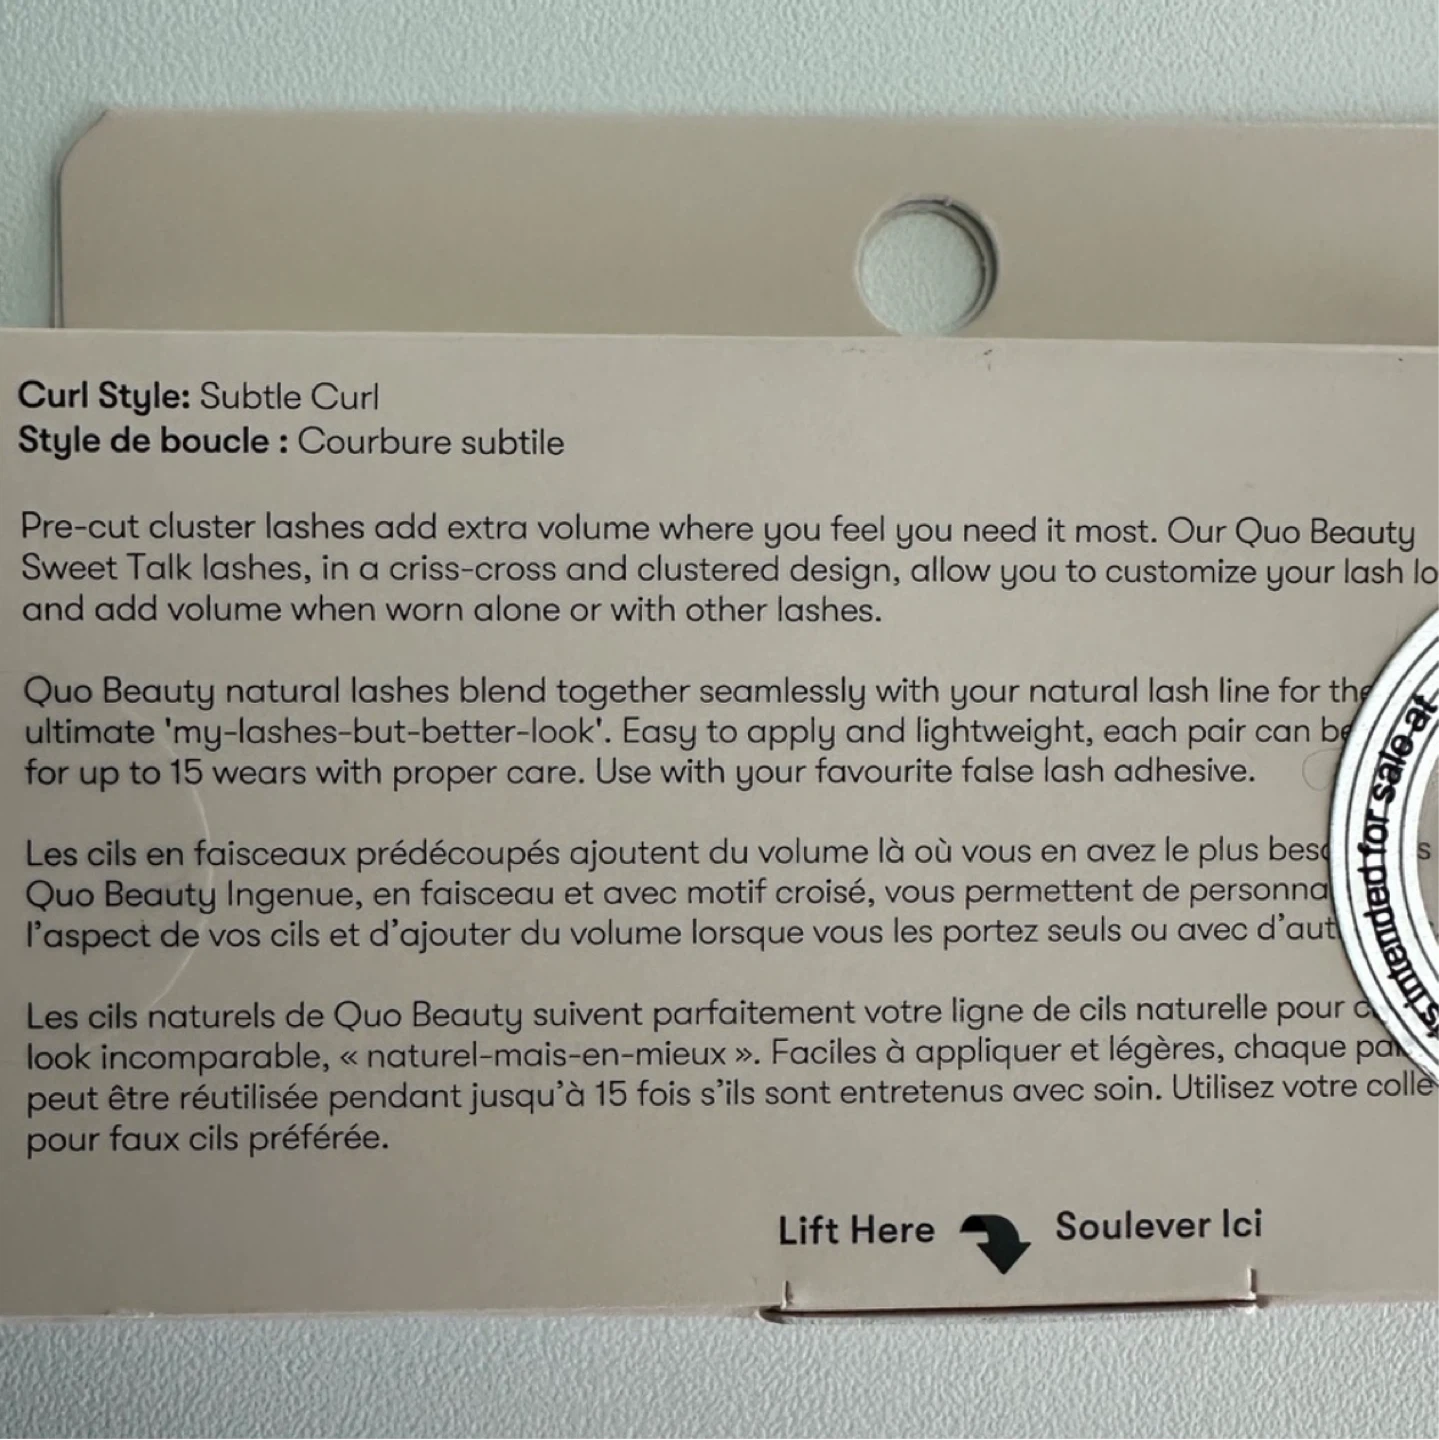 Curl Style: Subtle Curl
Style de boucle : Courbure subtile
Pre-cut cluster lashes add extra volume where you feel you need it most. Our Quo Beauty
Sweet Talk lashes, in a criss-cross and clustered design, allow you to customize your lash
and add volume when worn alone or with other lashes.
Quo Beauty natural lashes blend together seamlessly with your natural lash line for the
ultimate 'my-lashes-but-better-look'. Easy to apply and lightweight, each pair can be
for up to 15 wears with proper care. Use with your favourite false lash adhesive.
Les cils en faisceaux prédécoupés ajoutent du volume là où vous en avez le plus
Quo Beauty Ingenue, en faisceau et avec motif croisé, vous permettent de
l'aspect de vos cils et d'ajouter du volume lorsque vous les portez seuls ou avec
Les cils naturels de Quo Beauty suivent parfaitement votre ligne de cils naturelle pour
look incomparable, « naturel-mais-en-mieux ». Faciles à appliquer et légères, chaque
peut être réutilisée pendant jusqu'à 15 fois s'ils sont entretenus avec soin. Utilisez votre colle
pour faux cils préférée.
intended for sale at
Lift Here Soulever Ici